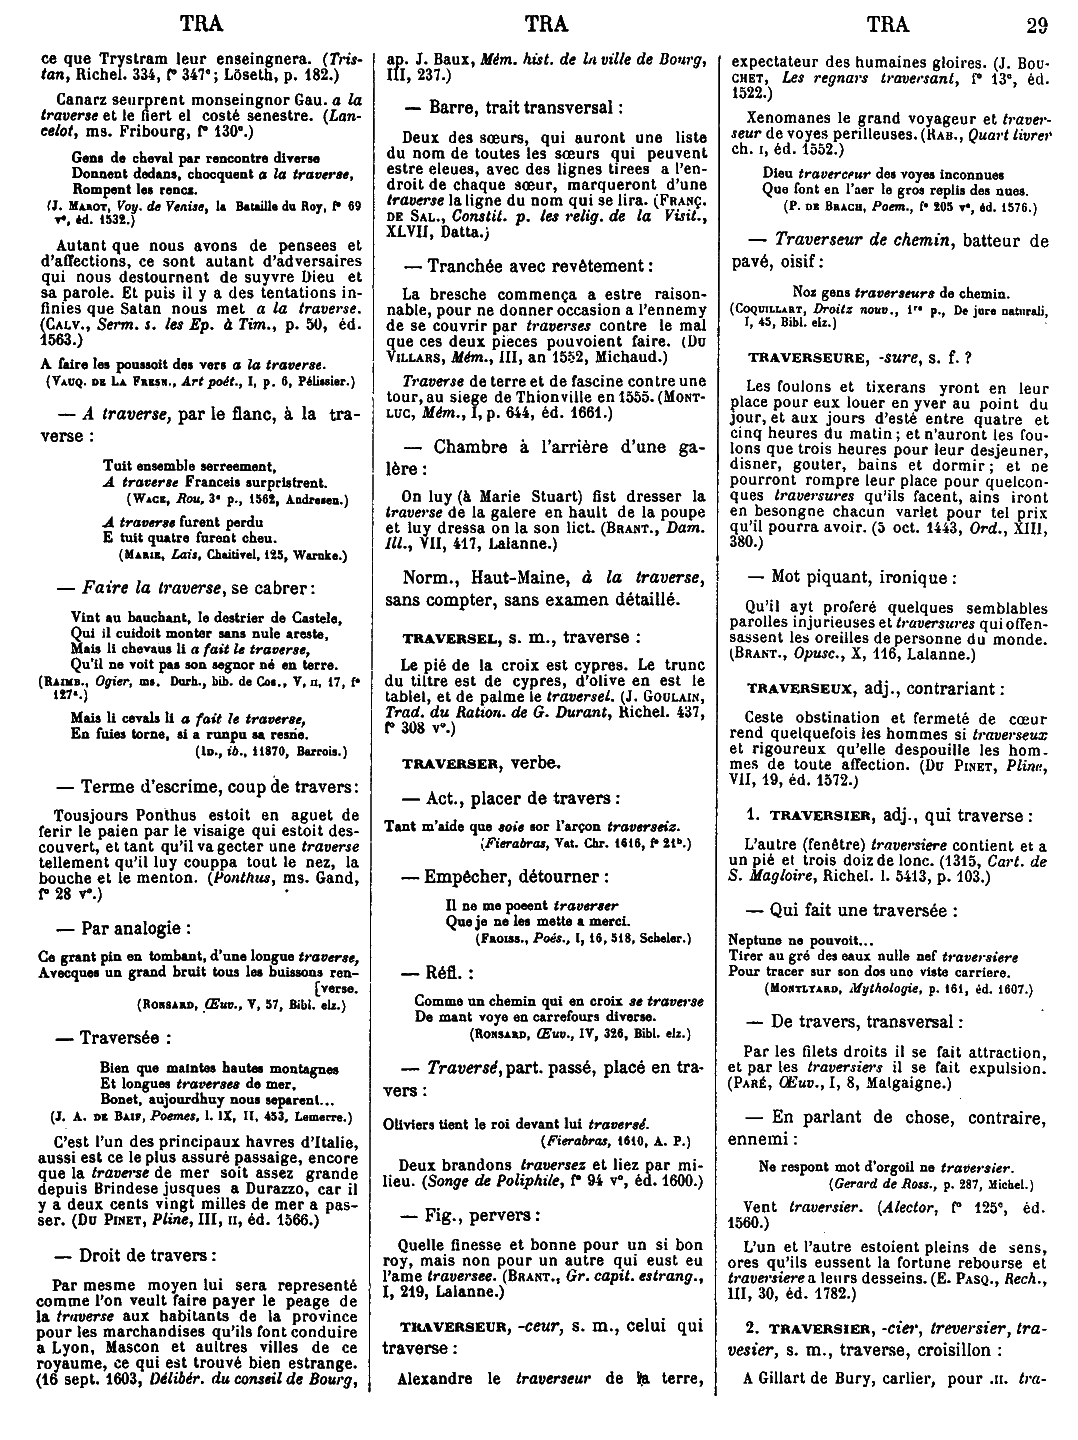 TRA
TRA
TRA
29
ce que Trystram leur enseingnera. (Tris-
tan, Richel. 334, f° 347ᵉ; Löseth, p. 182.)
Canarz seurprent monseingnor Gau. a la
traverse et le fiert el costé senestre. (Lan-
celot, ms. Fribourg, f° 130ᵉ.)
Gens de cheval par rencontre diverse
Donnent dedans, chocquent a la traverse,
Rompent les rencz.
(J. MAROT, Voy. de Venise, la Bataille du Roy, f° 69
v°, éd. 1532.)
Autant que nous avons de pensees et
d'affections, ce sont autant d'adversaires
qui nous destournent de suyvre Dieu et
sa parole. Et puis il y a des tentations in-
finies que Satan nous met a la traverse.
(CALV., Serm. s. les Ep. à Tim., p. 50, éd.
1563.)
A faire les poussoit des vers a la traverse.
(VAUQ. DE LA FRESN., Art poét., I, p. 6, Pélissier.)
— A traverse, par le flanc, à la tra-
verse :
Tuit ensemble serreement,
A traverse Franceis surpristrent.
(WACE, Rou, 3ᵉ p., 1562, Andresen.)
A traverse furent perdu
E tuit quatre furent cheu.
(MARIE, Lais, Chaitivel, 125, Warnke.)
— Faire la traverse, se cabrer :
Vint au bauchant, le destrier de Castele,
Qui il cuidoit monter sans nule areste,
Mais li chevaus li a fait le traverse,
Qu'il ne voit pas son segnor né en terre.
(RAIMB., Ogier, ms. Durh., bib. de Cos., V, II, 17, f°
127ᵃ.)
Mais li cevals li a fait le traverse,
En fuies torne, si a runpu sa resne.
(ID., ib., 11870, Barrois.)
— Terme d'escrime, coup de travers :
Tousjours Ponthus estoit en aguet de
ferir le paien par le visaige qui estoit des-
couvert, et tant qu'il va gecter une traverse
tellement qu'il luy couppa tout le nez, la
bouche et le menton. (Ponthus, ms. Gand,
f° 28 v°.)
— Par analogie :
Ce grant pin en tombant, d'une longue traverse,
Avecques un grand bruit tous les buissons ren-
[verse.
(RONSARD, Œuv., V, 57, Bibl. elz.)
— Traversée :
Bien que maintes hautes montagnes
Et longues traverses de mer,
Bonet, aujourdhuy nous separent...
(J. A. DE BAIF, Poemes, l. IX, II, 453, Lemerre.)
C'est l'un des principaux havres d'Italie,
aussi est ce le plus assuré passaige, encore
que la traverse de mer soit assez grande
depuis Brindese jusques a Durazzo, car il
y a deux cents vingt milles de mer a pas-
ser. (DU PINET, Pline, III, II, éd. 1566.)
— Droit de travers :
Par mesme moyen lui sera representé
comme l'on veult faire payer le peage de
la traverse aux habitants de la province
pour les marchandises qu'ils font conduire
a Lyon, Mascon et aultres villes de ce
royaume, ce qui est trouvé bien estrange.
(16 sept. 1603, Délibér. du conseil de Bourg,
ap. J. Baux, Mém. hist. de la ville de Bourg,
III, 237.)
— Barre, trait transversal :
Deux des sœurs, qui auront une liste
du nom de toutes les sœurs qui peuvent
estre eleues, avec des lignes tirees a l'en-
droit de chaque sœur, marqueront d'une
traverse la ligne du nom qui se lira. (FRANÇ.
DE SAL., Constit. p. les relig. de la Visit.,
XLVII, Datta.)
— Tranchée avec revêtement :
La bresche commença a estre raison-
nable, pour ne donner occasion a l'ennemy
de se couvrir par traverses contre le mal
que ces deux pieces pouvoient faire. (DU
VILLARS, Mém., III, an 1552, Michaud.)
Traverse de terre et de fascine contre une
tour, au siege de Thionville en 1555. (MONT-
LUC, Mém., I, p. 644, éd. 1661.)
— Chambre à l'arrière d'une ga-
lère :
On luy (à Marie Stuart) fist dresser la
traverse de la galere en hault de la poupe
et luy dressa on la son lict. (BRANT., Dam.
Ill., VII, 417, Lalanne.)
Norm., Haut-Maine, à la traverse,
sans compter, sans examen détaillé.
TRAVERSEL, s. m., traverse :
Le pié de la croix est cypres. Le trunc
du tiltre est de cypres, d'olive en est le
tablel, et de palme le traversel. (J. GOULAIN,
Trad. du Ration. de G. Durant, Richel. 437,
f° 308 v°.)
TRAVERSER, verbe.
— Act., placer de travers :
Tant m'aide que soie sor l'arçon traverseiz.
(Fierabras, Vat. Chr. 1616, f° 21ᵇ.)
— Empêcher, détourner :
Il ne me poeent traverser
Que je ne les mette a merci.
(FROISS., Poés., I, 16, 518, Scheler.)
— Réfl. :
Comme un chemin qui en croix se traverse
De mant voye en carrefours diverse.
(RONSARD, Œuv., IV, 326, Bibl. elz.)
— Traversé, part. passé, placé en tra-
vers :
Oliviers tient le roi devant lui traversé.
(Fierabras, 1610, A. P.)
Deux brandons traversez et liez par mi-
lieu. (Songe de Poliphile, f° 94 v°, éd. 1600.)
— Fig., pervers :
Quelle finesse et bonne pour un si bon
roy, mais non pour un autre qui eust eu
l'ame traversee. (BRANT., Gr. capit. estrang.,
I, 219, Lalanne.)
TRAVERSEUR, -ceur, s. m., celui qui
traverse :
Alexandre le traverseur de la terre,
expectateur des humaines gloires. (J. BOU-
CHET, Les regnars traversant, f° 13ᶜ, éd.
1522.)
Xenomanes le grand voyageur et traver-
seur de voyes perilleuses. (RAB., Quart livre,
ch. I, éd. 1552.)
Dieu traverceur des voyes inconnues
Que font en l'aer le gros replis des nues.
(P. DE BRACH, Poem., f° 205 v°, éd. 1576.)
— Traverseur de chemin, batteur de
pavé, oisif :
Noz gens traverseurs de chemin.
(COQUILLART, Droitz nouv., 1ʳᵉ p., De jure naturali,
I, 45, Bibl. elz.)
TRAVERSEURE, -sure, s. f. ?
Les foulons et tixerans yront en leur
place pour eux louer en yver au point du
jour, et aux jours d'esté entre quatre et
cinq heures du matin ; et n'auront les fou-
lons que trois heures pour leur desjeuner,
disner, gouter, bains et dormir ; et ne
pourront rompre leur place pour quelcon-
ques traversures qu'ils facent, ains iront
en besongne chacun varlet pour tel prix
qu'il pourra avoir. (5 oct. 1443, Ord., XIII,
380.)
— Mot piquant, ironique :
Qu'il ayt proferé quelques semblables
parolles injurieuses et traversures qui offen-
sassent les oreilles de personne du monde.
(BRANT., Opusc., X, 116, Lalanne.)
TRAVERSEUX, adj., contrariant :
Ceste obstination et fermeté de cœur
rend quelquefois les hommes si traverseux
et rigoureux qu'elle despouille les hom-
mes de toute affection. (DU PINET, Pline,
VII, 19, éd. 1572.)
1. TRAVERSIER, adj., qui traverse :
L'autre (fenêtre) traversiere contient et a
un pié et trois doiz de lonc. (1315, Cart. de
S. Magloire, Richel. l. 5413, p. 103.)
— Qui fait une traversée :
Neptune ne pouvoit...
Tirer au gré des eaux nulle nef traversiere
Pour tracer sur son dos une viste carriere.
(MONTLYARD, Mythologie, p. 161, éd. 1607.)
— De travers, transversal :
Par les filets droits il se fait attraction,
et par les traversiers il se fait expulsion.
(PARÉ, Œuv., I, 8, Malgaigne.)
— En parlant de chose, contraire,
ennemi :
Ne respont mot d'orgoil ne traversier.
(Gerard de Ross., p. 287, Michel.)
Vent traversier. (Alector, f° 125ᶜ, éd.
1560.)
L'un et l'autre estoient pleins de sens,
ores qu'ils eussent la fortune rebourse et
traversiere a leurs desseins. (E. PASQ., Rech.,
III, 30, éd. 1782.)
2. TRAVERSIER, -cier, treversier, tra-
vesier, s. m., traverse, croisillon :
A Gillart de Bury, carlier, pour .II. tra-